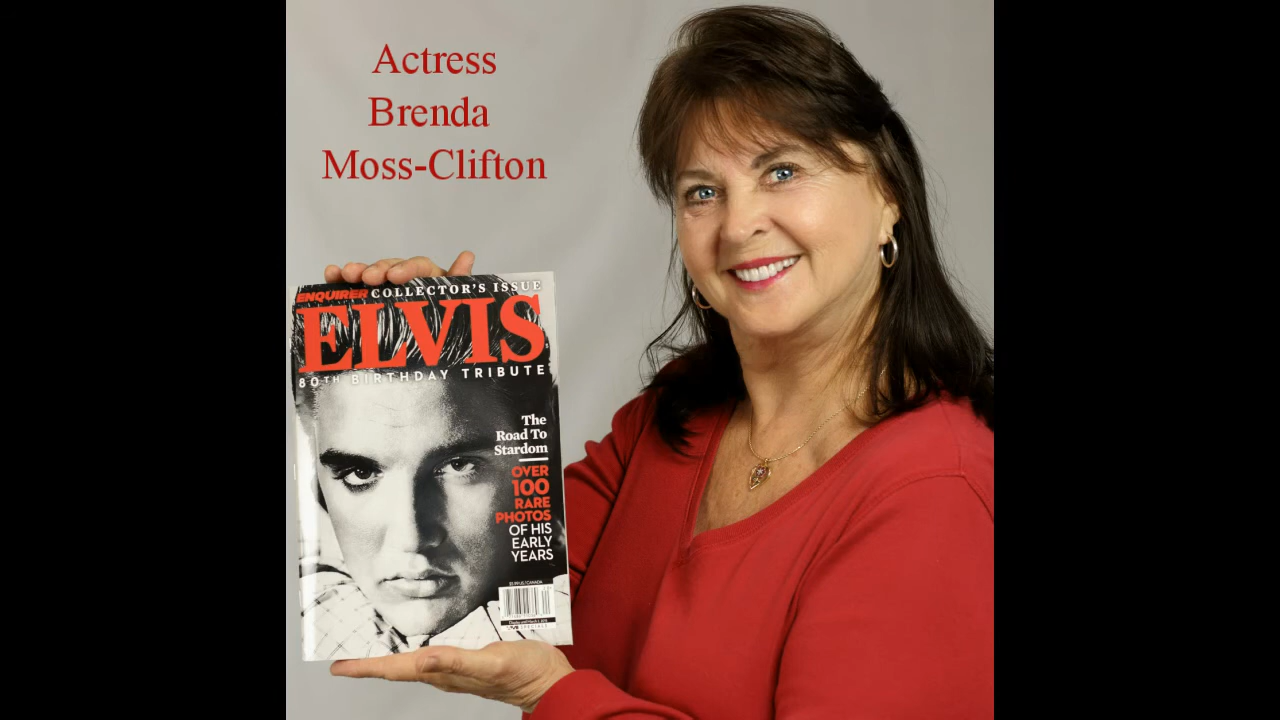 Actress
Brenda
Moss-Clifton
ENQUIRER COLLECTOR'S ISSUE
ELVIS
80TH BIRTHDAY TRIBUTE
The
Road To
Stardom
OVER
100
RARE
PHOTOS
OF HIS
EARLY
YEARS